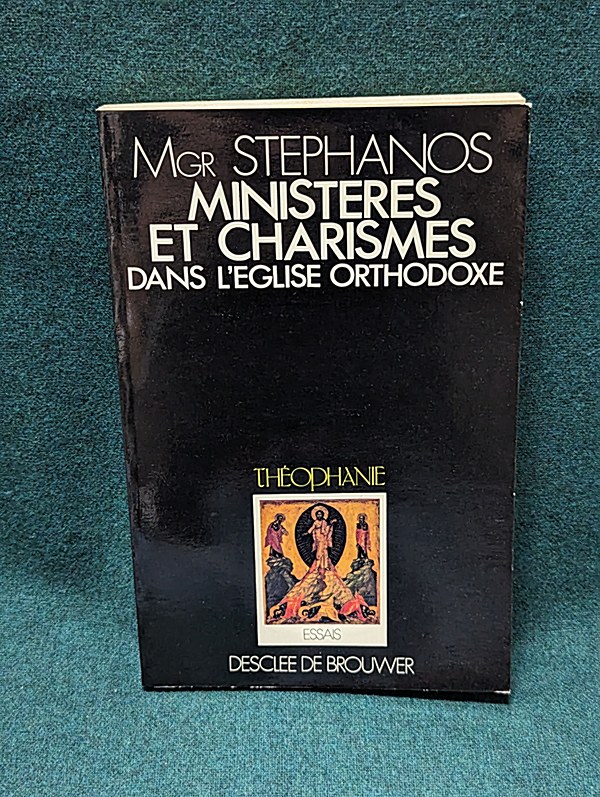 MGR STEPHANOS
MINISTERES
ET CHARISMES
DANS L'EGLISE ORTHODOXE
THÉOPHANIE
ESSAIS
DESCLEE DE BROUWER